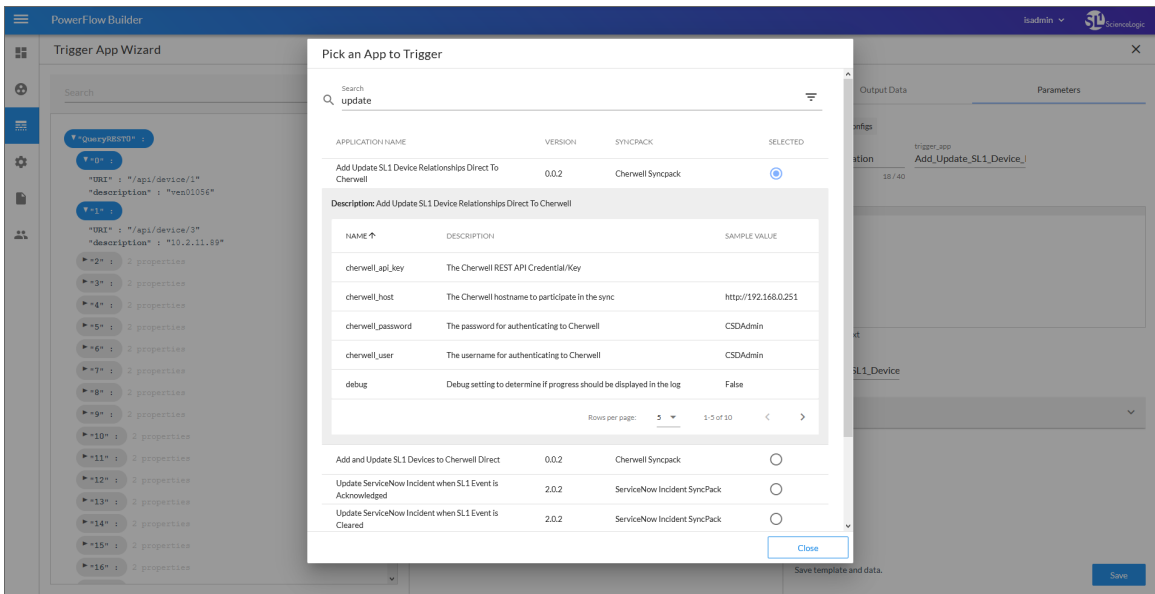 PowerFlow Builder
isadmin
SL ScienceLogic
Trigger App Wizard
Search
"QueryREST0" :
"0" :
"URI" : "/api/device/1"
"description" : "ven01056"
"1" :
"URI" : "/api/device/3"
"description" : "10.2.11.89"
"2" : 2 properties
"3" : 2 properties
"4" : 2 properties
"5" : 2 properties
"6" : 2 properties
"7" : 2 properties
"8" : 2 properties
"9" : 2 properties
"10" : 2 properties
"11" : 2 properties
"12" : 2 properties
"13" : 2 properties
"14" : 2 properties
"15" : 2 properties
"16" : 2 properties
Pick an App to Trigger
Search
update
APPLICATION NAME VERSION SYNCPACK SELECTED
Add Update SL1 Device Relationships Direct To
Cherwell 0.0.2 Cherwell Syncpack
Description: Add Update SL1 Device Relationships Direct To Cherwell
NAME DESCRIPTION SAMPLE VALUE
cherwell_api_key The Cherwell REST API Credential/Key
cherwell_host The Cherwell hostname to participate in the sync http://192.168.0.251
cherwell_password The password for authenticating to Cherwell CSDAdmin
cherwell_user The username for authenticating to Cherwell CSDAdmin
debug Debug setting to determine if progress should be displayed in the log False
Rows per page: 5 1-5 of 10
Add and Update SL1 Devices to Cherwell Direct 0.0.2 Cherwell Syncpack
Update ServiceNow Incident when SL1 Event is
Acknowledged 2.0.2 ServiceNow Incident SyncPack
Update ServiceNow Incident when SL1 Event is
Cleared 2.0.2 ServiceNow Incident SyncPack
Close
Output Data Parameters
onfigs
trigger_app
ation Add_Update_SL1_Device_
18 / 40
xt
SL1_Device
Save template and data.
Save